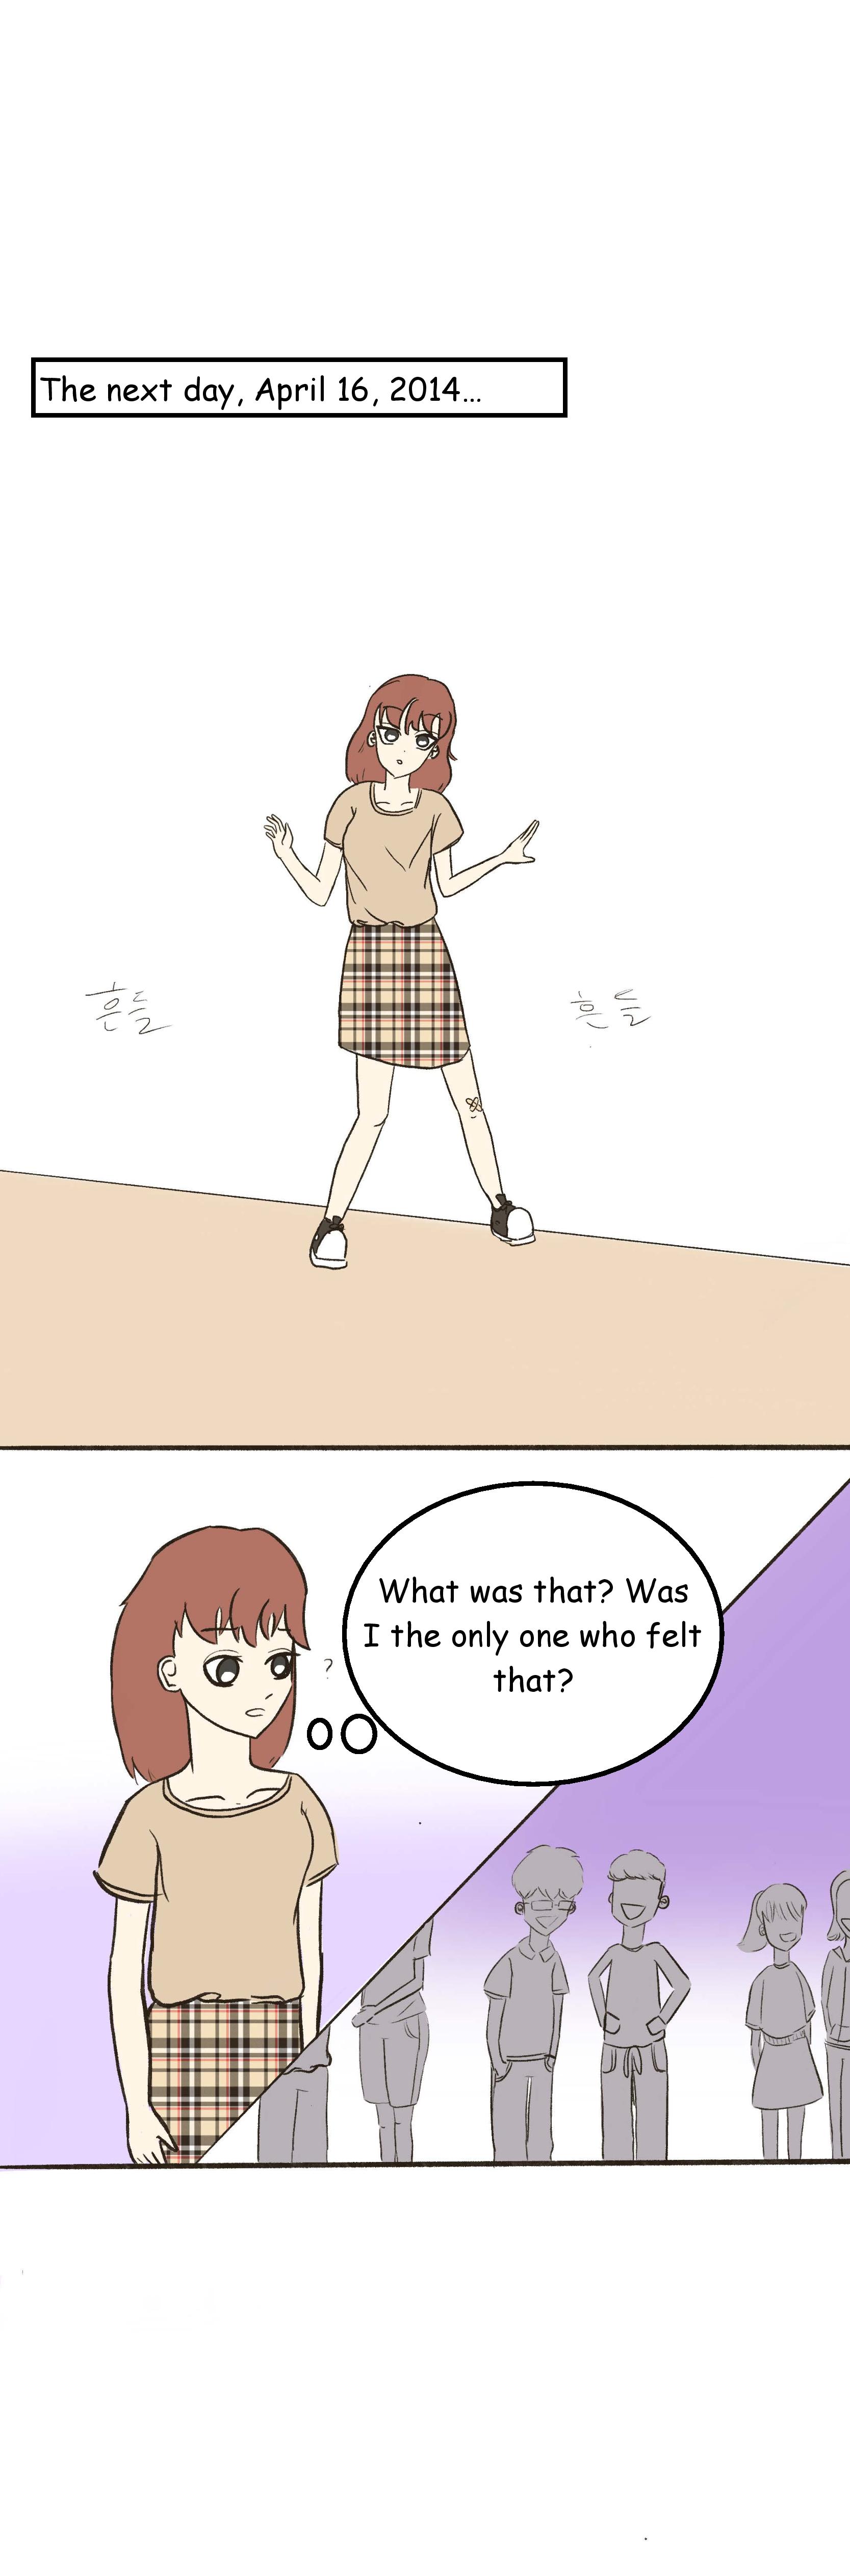 The next day, April 16, 2014...
흔들 흔들
?
What was that? Was
I the only one who felt
that?